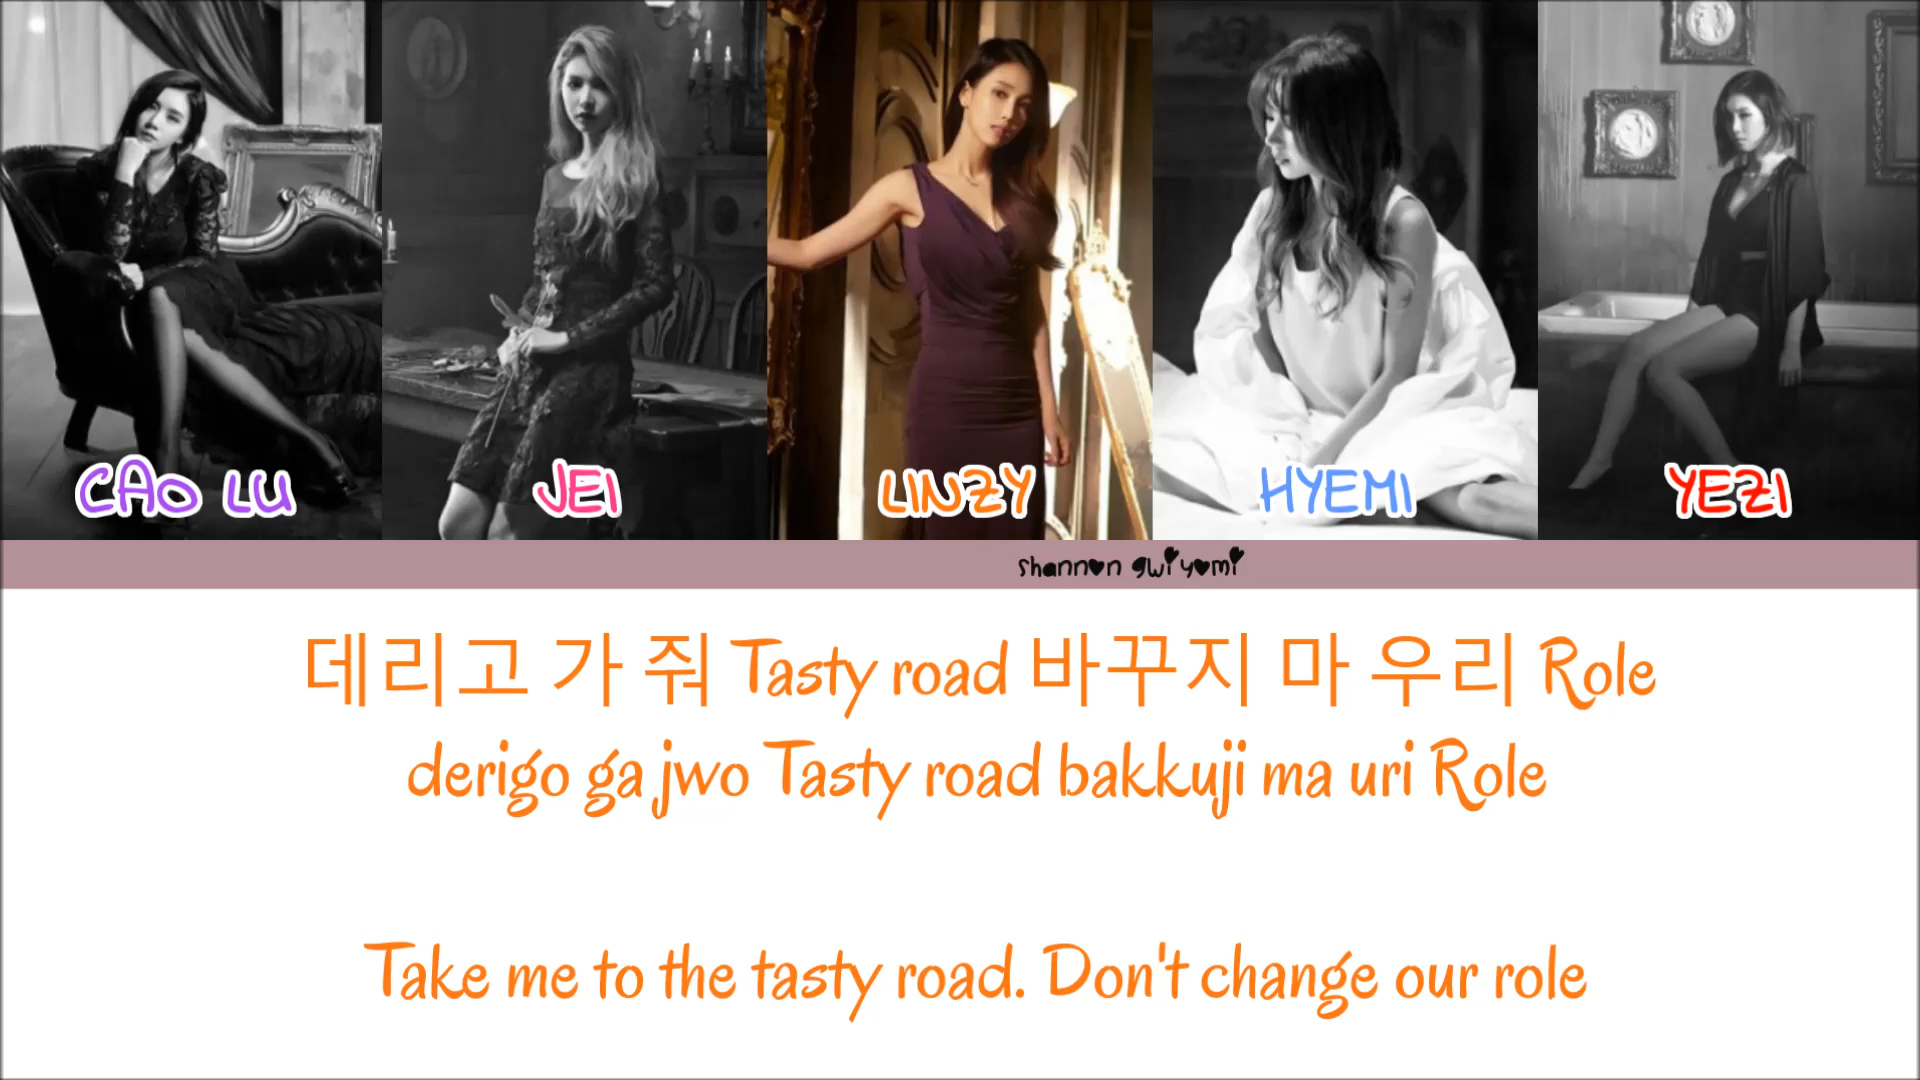 CAO LU
JEI
LINZY
HYEMI
YEZI
shannon gwiyomi
데리고 가 줘 Tasty road 바꾸지 마 우리 Role
derigo ga jwo Tasty road bakkuji ma uri Role
Take me to the tasty road. Don't change our role